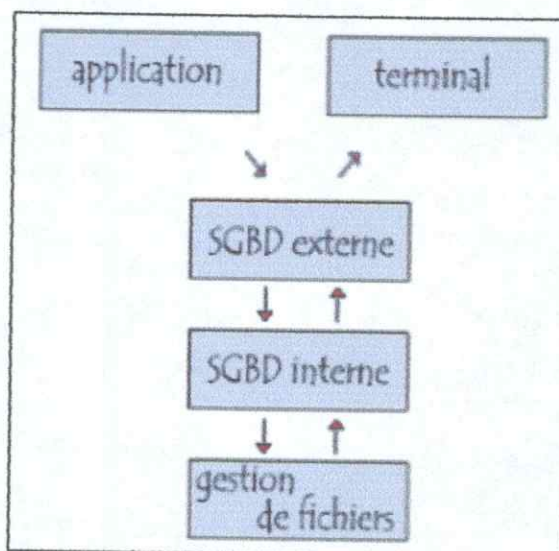 application
terminal
SGBD externe
SGBD interne
gestion
de fichiers